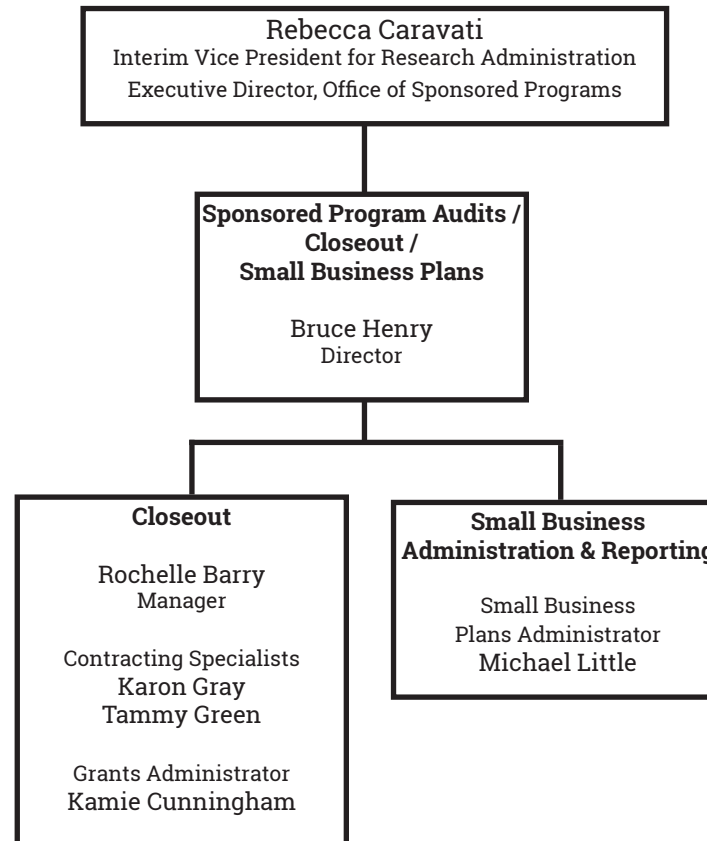 Rebecca Caravati
Interim Vice President for Research Administration
Executive Director, Office of Sponsored Programs
Sponsored Program Audits /
Closeout /
Small Business Plans
Bruce Henry
Director
Closeout
Rochelle Barry
Manager
Contracting Specialists
Karon Gray
Tammy Green
Grants Administrator
Kamie Cunningham
Small Business
Administration & Reporting
Small Business
Plans Administrator
Michael Little